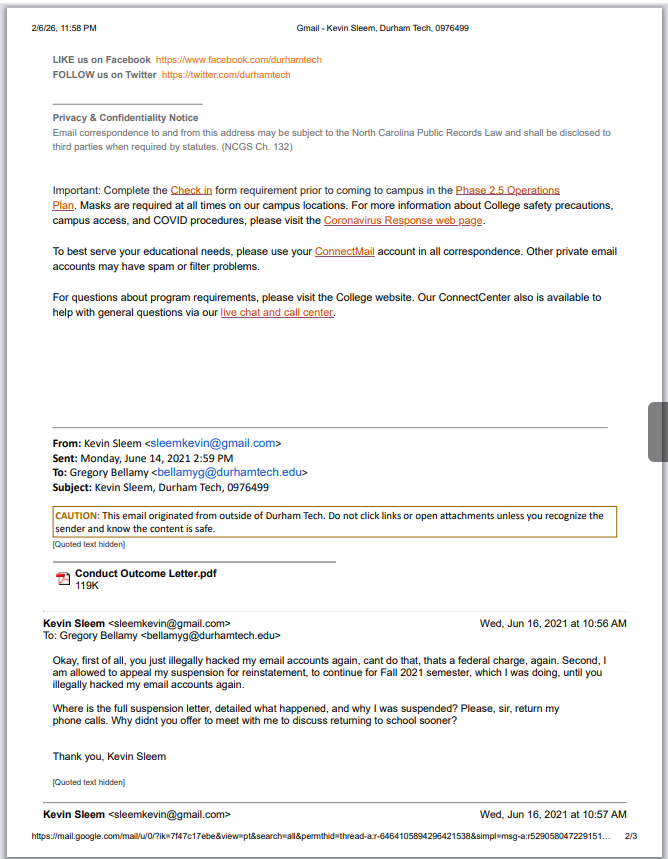 2/6/26, 11:58 PM Gmail - Kevin Sleem, Durham Tech, 0976499
LIKE us on Facebook https://www.facebook.com/durhamtech
FOLLOW us on Twitter https://twitter.com/durhamtech
Privacy & Confidentiality Notice
Email correspondence to and from this address may be subject to the North Carolina Public Records Law and shall be disclosed to
third parties when required by statutes. (NCGS Ch. 132)
Important: Complete the Check in form requirement prior to coming to campus in the Phase 2.5 Operations
Plan. Masks are required at all times on our campus locations. For more information about College safety precautions,
campus access, and COVID procedures, please visit the Coronavirus Response web page.
To best serve your educational needs, please use your ConnectMail account in all correspondence. Other private email
accounts may have spam or filter problems.
For questions about program requirements, please visit the College website. Our ConnectCenter also is available to
help with general questions via our live chat and call center.
From: Kevin Sleem <sleemkevin@gmail.com>
Sent: Monday, June 14, 2021 2:59 PM
To: Gregory Bellamy <bellamyg@durhamtech.edu>
Subject: Kevin Sleem, Durham Tech, 0976499
CAUTION: This email originated from outside of Durham Tech. Do not click links or open attachments unless you recognize the
sender and know the content is safe.
[Quoted text hidden]
Conduct Outcome Letter.pdf
119K
Kevin Sleem <sleemkevin@gmail.com> Wed, Jun 16, 2021 at 10:56 AM
To: Gregory Bellamy <bellamyg@durhamtech.edu>
Okay, first of all, you just illegally hacked my email accounts again, cant do that, thats a federal charge, again. Second, I
am allowed to appeal my suspension for reinstatement, to continue for Fall 2021 semester, which I was doing, until you
illegally hacked my email accounts again.
Where is the full suspension letter, detailed what happened, and why I was suspended? Please, sir, return my
phone calls. Why didnt you offer to meet with me to discuss returning to school sooner?
Thank you, Kevin Sleem
[Quoted text hidden]
Kevin Sleem <sleemkevin@gmail.com> Wed, Jun 16, 2021 at 10:57 AM
https://mail.google.com/mail/u/0/?ik=7f47c17ebe&view=pt&search=all&permthid=thread-a:r-6464105894296421538&simpl=msg-a:r529058047229151... 2/3